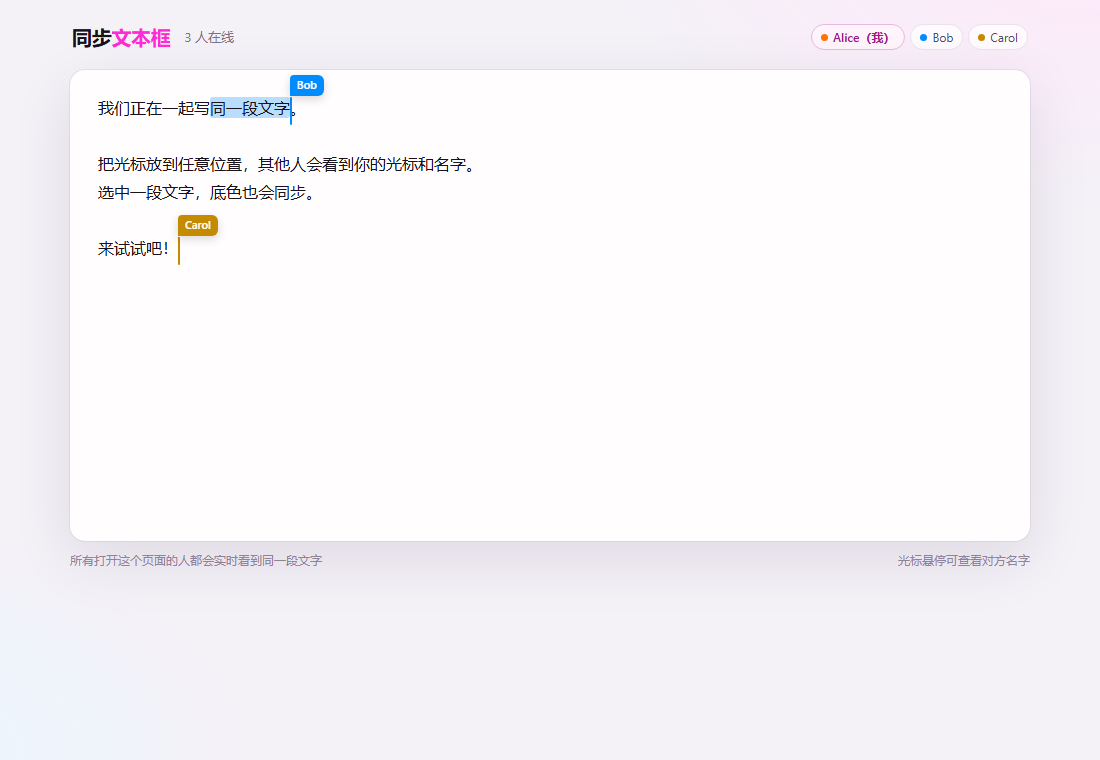 同步文本框 3 人在线 Alice（我） Bob Carol
Bob
我们正在一起写同一段文字。
把光标放到任意位置，其他人会看到你的光标和名字。
选中一段文字，底色也会同步。
Carol
来试试吧！
所有打开这个页面的人都会实时看到同一段文字 光标悬停可查看对方名字